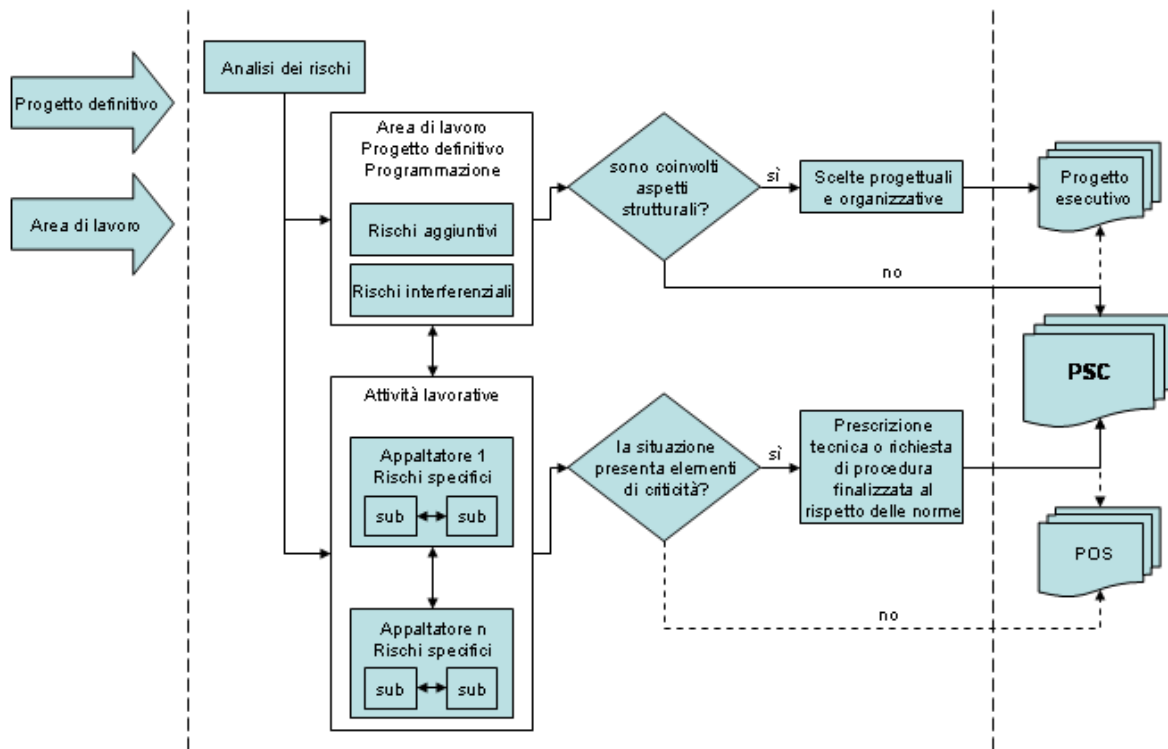 Progetto definitivo
Area di lavoro
Analisi dei rischi
Area di lavoro
Progetto definitivo
Programmazione
Rischi aggiuntivi
Rischi interferenziali
sono coinvolti
aspetti
strutturali?
sì
Scelte progettuali
e organizzative
Progetto
esecutivo
no
PSC
Attività lavorative
Appaltatore 1
Rischi specifici
sub
sub
la situazione
presenta elementi
di criticità?
sì
Prescrizione
tecnica o richiesta
di procedura
finalizzata al
rispetto delle norme
POS
no
Appaltatore n
Rischi specifici
sub
sub